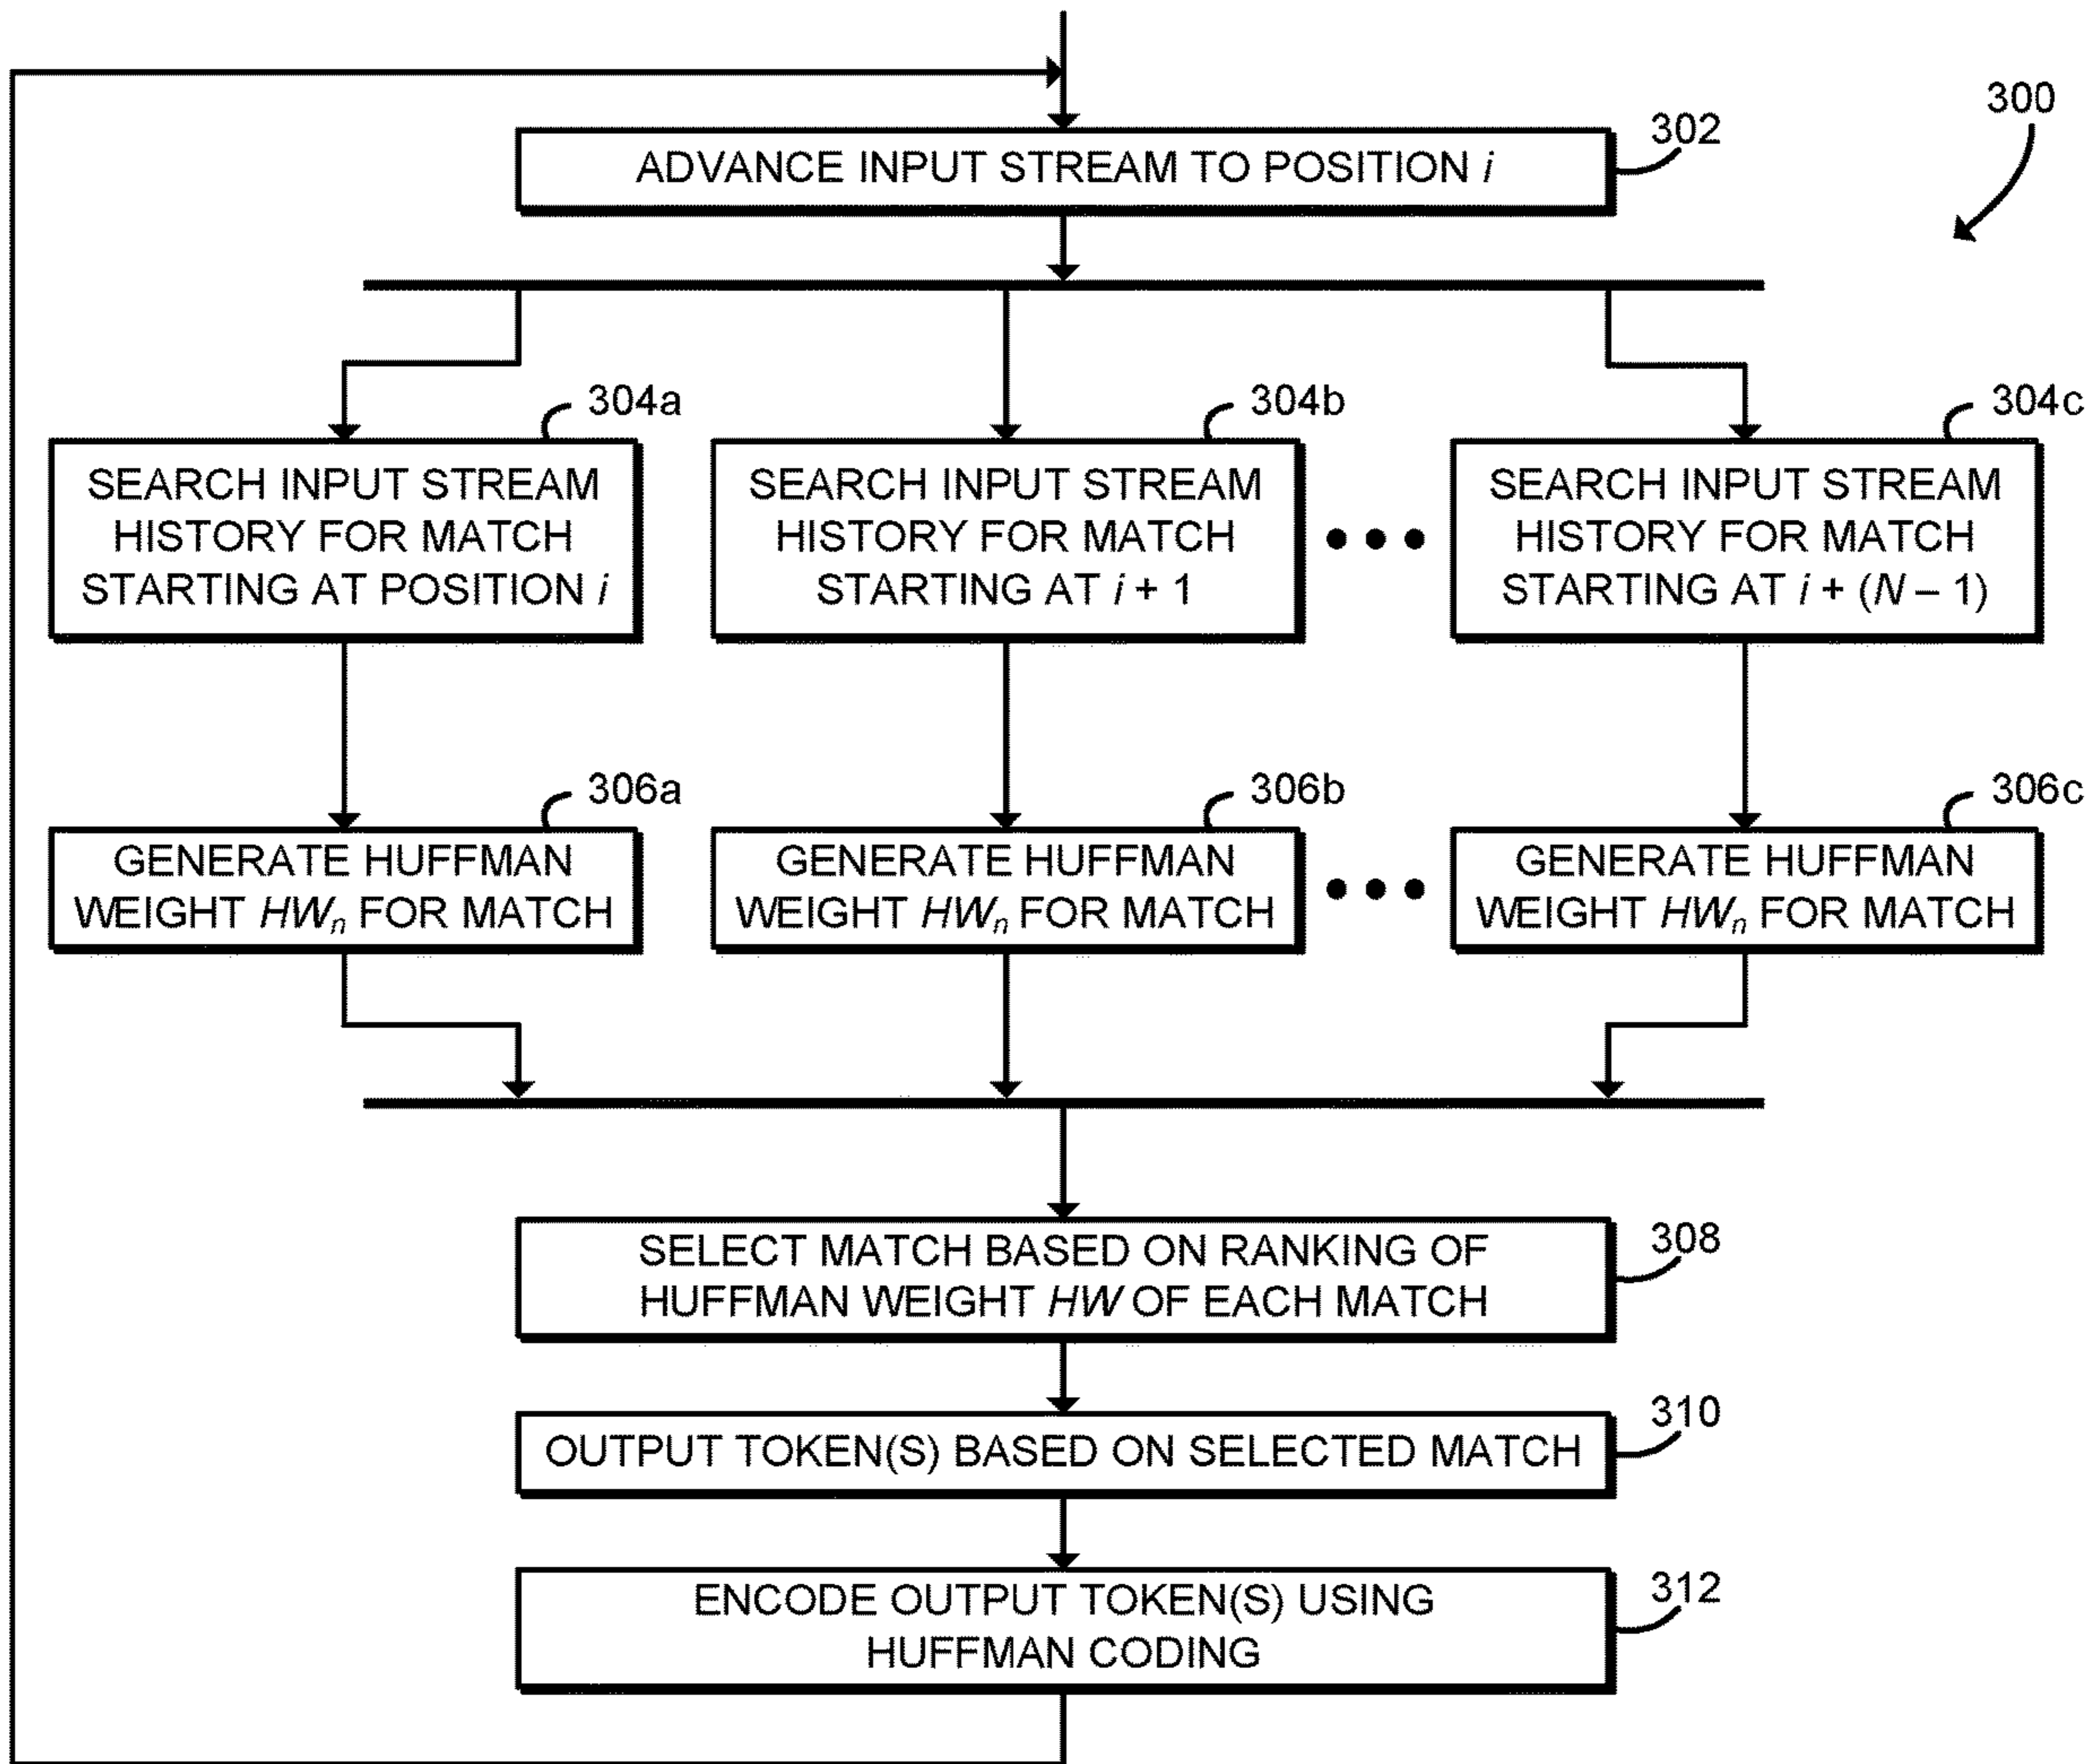 300
302
ADVANCE INPUT STREAM TO POSITION i
304a
304b
304c
SEARCH INPUT STREAM
HISTORY FOR MATCH
STARTING AT POSITION i
SEARCH INPUT STREAM
HISTORY FOR MATCH
STARTING AT i + 1
SEARCH INPUT STREAM
HISTORY FOR MATCH
STARTING AT i + (N – 1)
306a
306b
306c
GENERATE HUFFMAN
WEIGHT HWn FOR MATCH
GENERATE HUFFMAN
WEIGHT HWn FOR MATCH
GENERATE HUFFMAN
WEIGHT HWn FOR MATCH
308
SELECT MATCH BASED ON RANKING OF
HUFFMAN WEIGHT HW OF EACH MATCH
310
OUTPUT TOKEN(S) BASED ON SELECTED MATCH
312
ENCODE OUTPUT TOKEN(S) USING
HUFFMAN CODING